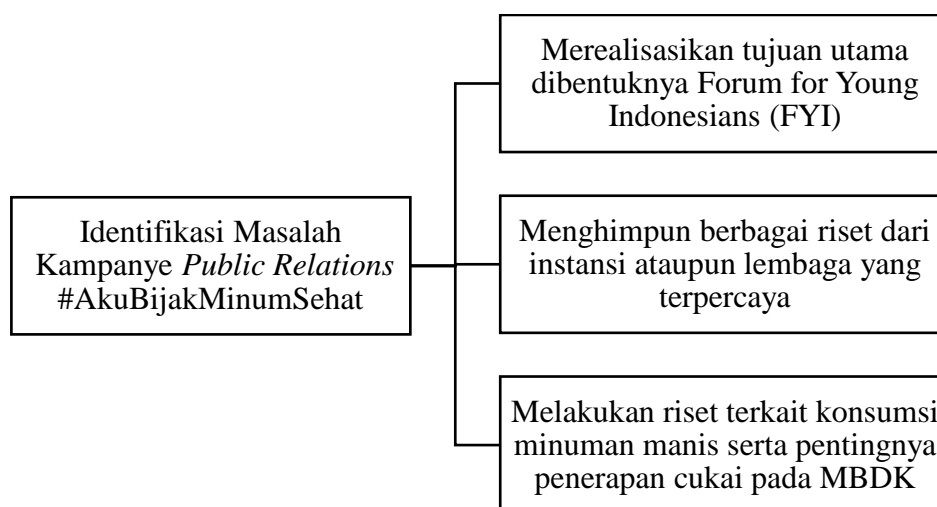 Merealisasikan tujuan utama
dibentuknya Forum for Young
Indonesians (FYI)
Identifikasi Masalah
Kampanye Public Relations
#AkuBijakMinumSehat
Menghimpun berbagai riset dari
instansi ataupun lembaga yang
terpercaya
Melakukan riset terkait konsumsi
minuman manis serta pentingnya
penerapan cukai pada MBDK